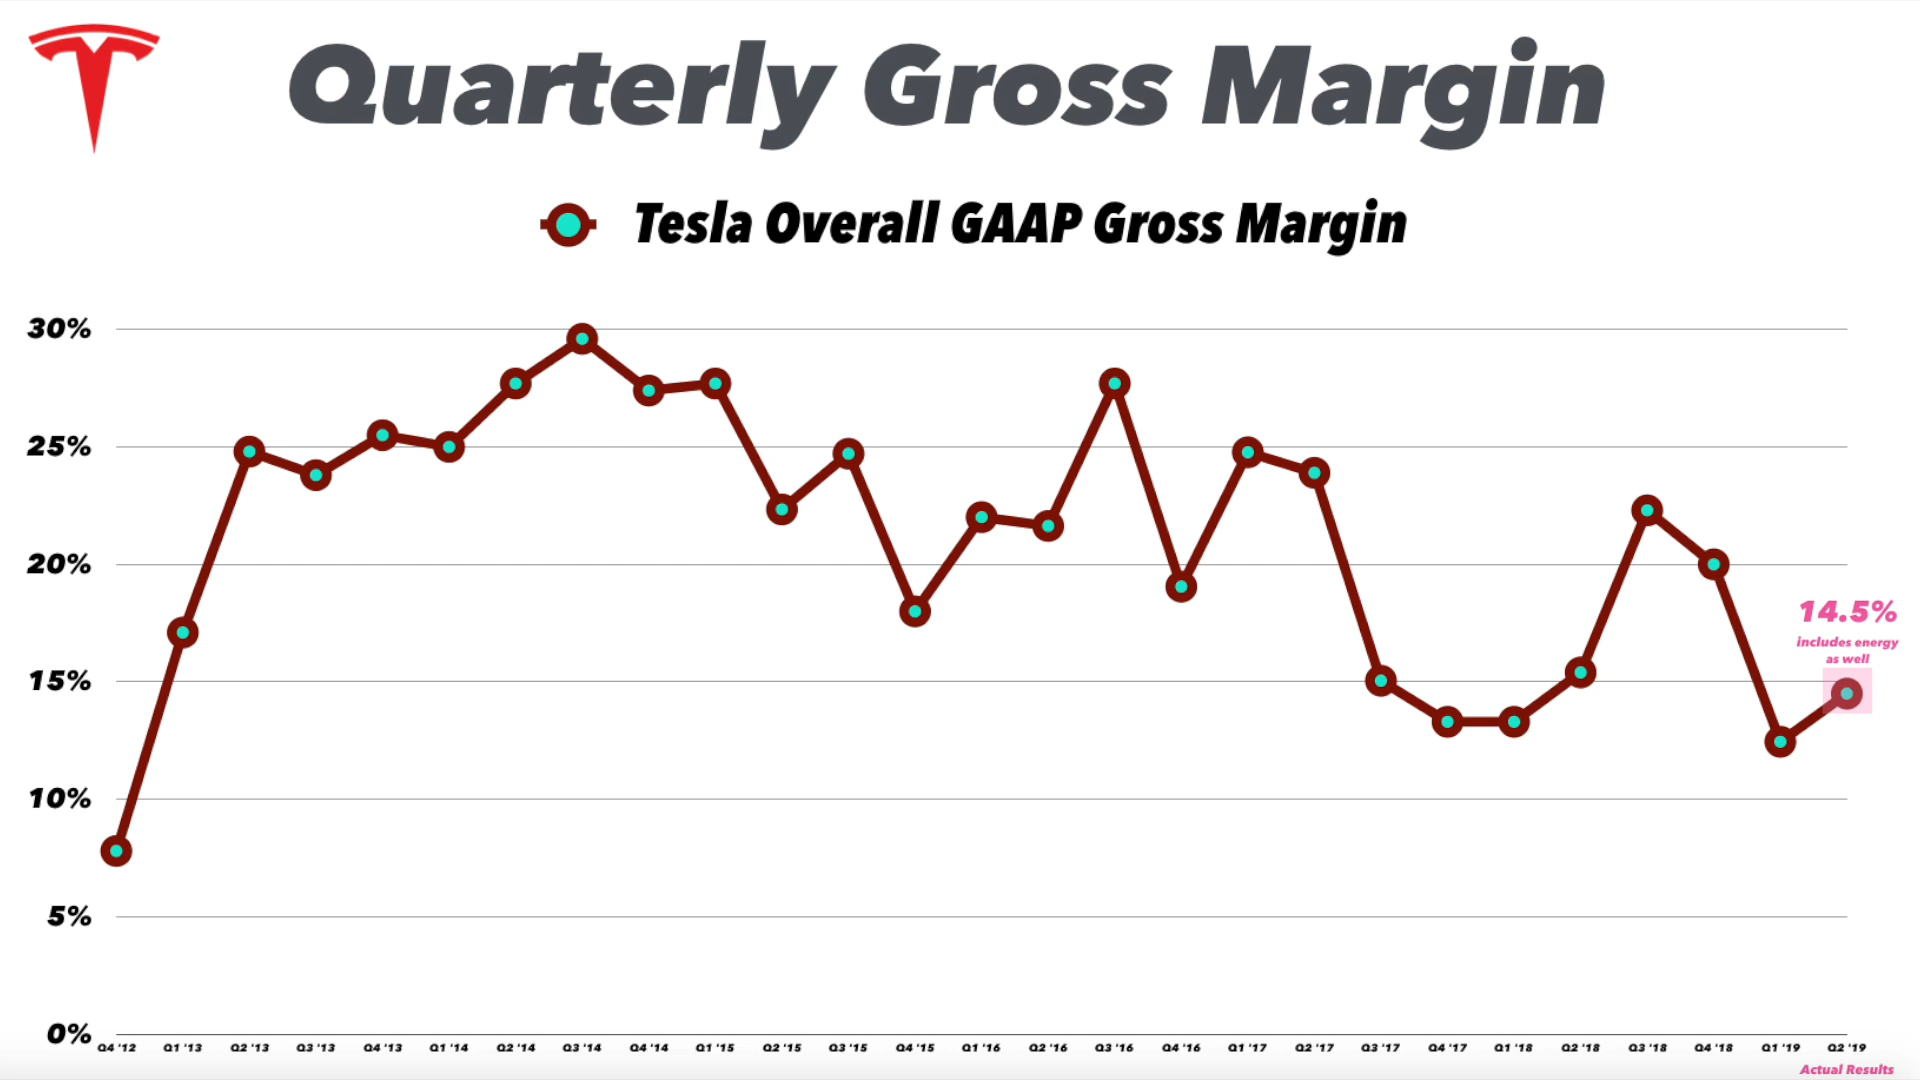 Quarterly Gross Margin
Tesla Overall GAAP Gross Margin
30%
25%
20%
15%
10%
5%
0%
14.5%
includes energy
as well
Q4 '12 Q1 '13 Q2 '13 Q3 '13 Q4 '13 Q1 '14 Q2 '14 Q3 '14 Q4 '14 Q1 '15 Q2 '15 Q3 '15 Q4 '15 Q1 '16 Q2 '16 Q3 '16 Q4 '16 Q1 '17 Q2 '17 Q3 '17 Q4 '17 Q1 '18 Q2 '18 Q3 '18 Q4 '18 Q1 '19 Q2 '19
Actual Results